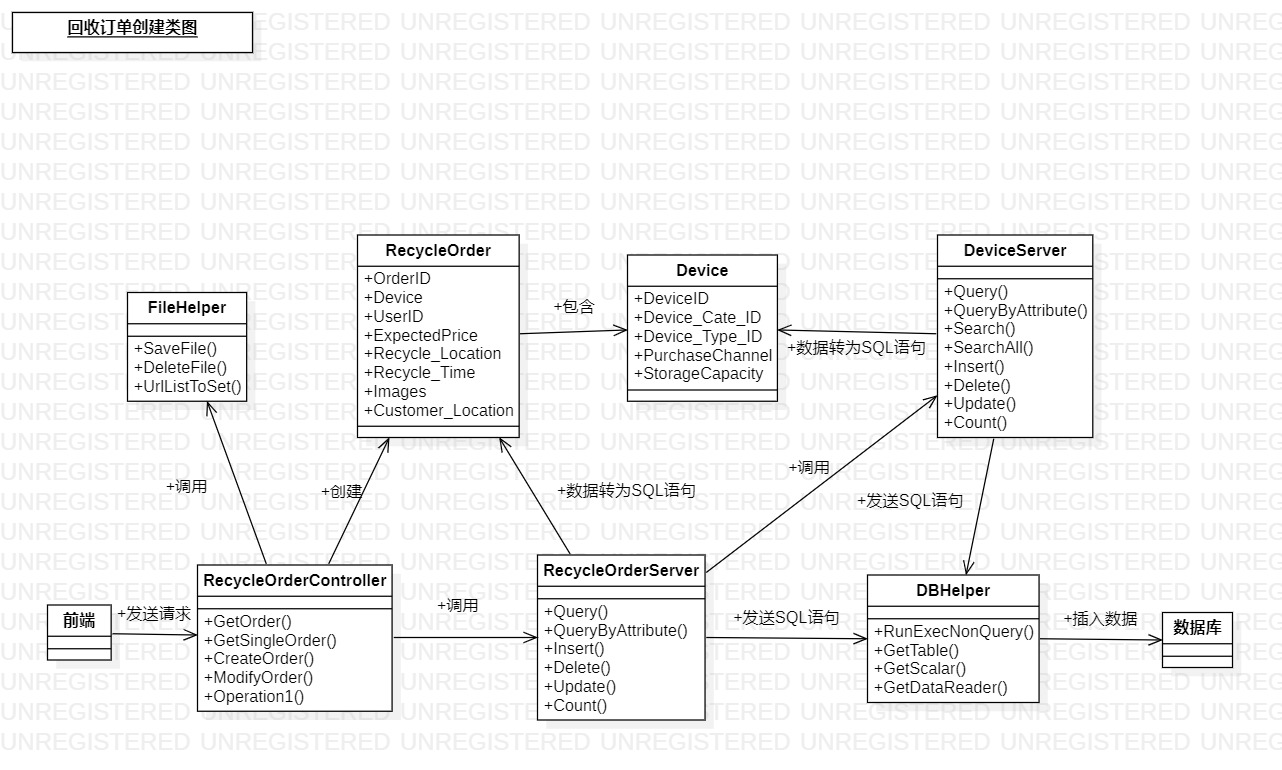 回收订单创建类图
RecycleOrder
+OrderID
+Device
+UserID
+ExpectedPrice
+Recycle_Location
+Recycle_Time
+Images
+Customer_Location
+包含
Device
+DeviceID
+Device_Cate_ID
+Device_Type_ID
+PurchaseChannel
+StorageCapacity
DeviceServer
+Query()
+QueryByAttribute()
+Search()
+SearchAll()
+Insert()
+Delete()
+Update()
+Count()
+数据转为SQL语句
FileHelper
+SaveFile()
+DeleteFile()
+UrlListToSet()
+调用
+创建
+数据转为SQL语句
+调用
+发送SQL语句
前端
+发送请求
RecycleOrderController
+GetOrder()
+GetSingleOrder()
+CreateOrder()
+ModifyOrder()
+Operation1()
+调用
RecycleOrderServer
+Query()
+QueryByAttribute()
+Insert()
+Delete()
+Update()
+Count()
+发送SQL语句
DBHelper
+RunExecNonQuery()
+GetTable()
+GetScalar()
+GetDataReader()
+插入数据
数据库
UNREGISTERED